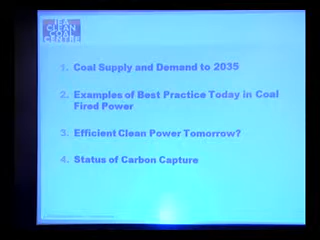 IEA
CLEAN
COAL
CENTRE
1. Coal Supply and Demand to 2035
2. Examples of Best Practice Today in Coal
Fired Power
3. Efficient Clean Power Tomorrow?
4. Status of Carbon Capture